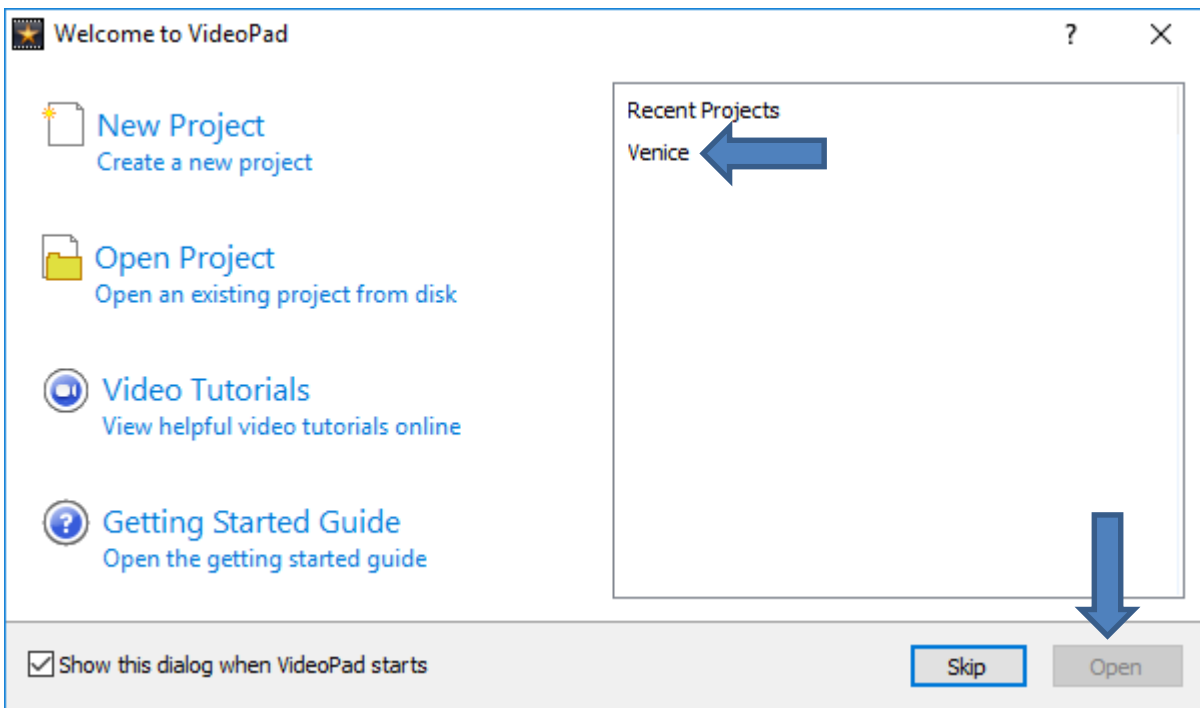 Welcome to VideoPad
?
New Project
Create a new project
Open Project
Open an existing project from disk
Video Tutorials
View helpful video tutorials online
Getting Started Guide
Open the getting started guide
Recent Projects
Venice
Show this dialog when VideoPad starts
Skip
Open